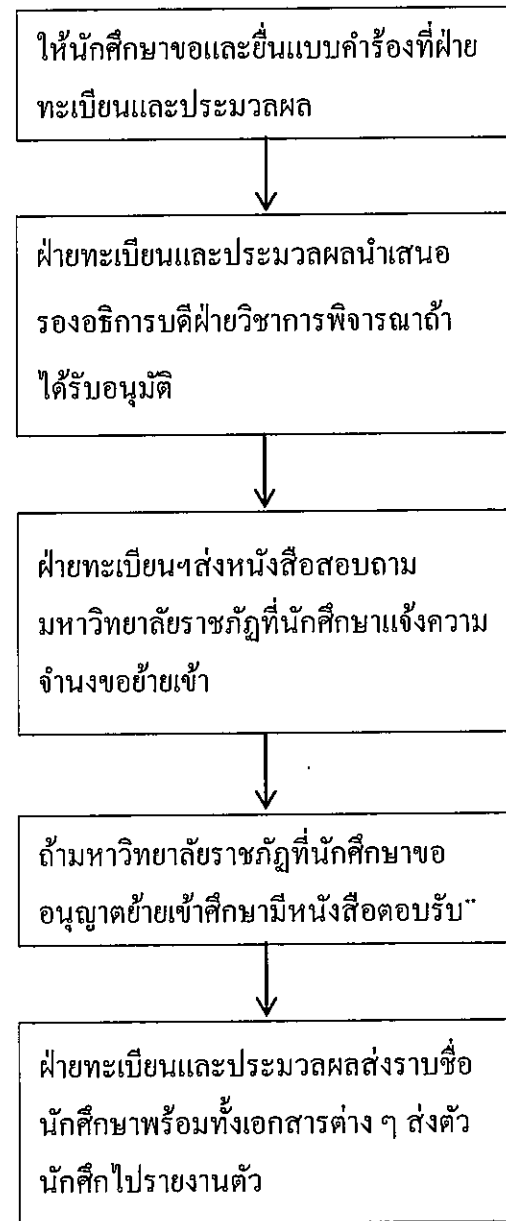 ให้นักศึกษาขอและยื่นแบบคำร้องที่ฝ่าย
ทะเบียนและประมวลผล
ฝ่ายทะเบียนและประมวลผลนำเสนอ
รองอธิการบดีฝ่ายวิชาการพิจารณาถ้า
ได้รับอนุมัติ
ฝ่ายทะเบียนฯส่งหนังสือสอบถาม
มหาวิทยาลัยราชภัฏที่นักศึกษาแจ้งความ
จำนงขอย้ายเข้า
ถ้ามหาวิทยาลัยราชภัฏที่นักศึกษาขอ
อนุญาตย้ายเข้าศึกษามีหนังสือตอบรับ
ฝ่ายทะเบียนและประมวลผลส่งราบชื่อ
นักศึกษาพร้อมทั้งเอกสารต่าง ๆ ส่งตัว
นักศึกไปรายงานตัว